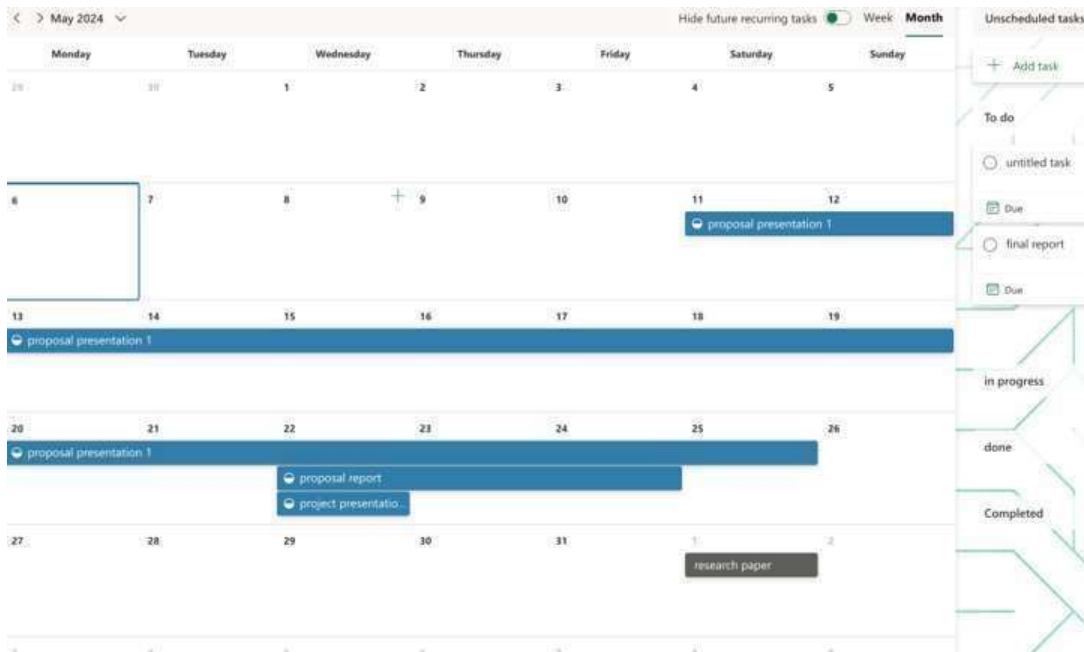 May 2024
Hide future recurring tasks
Week Month
Unscheduled tasks
Monday Tuesday Wednesday Thursday Friday Saturday Sunday
29 30 1 2 3 4 5
+ Add task
To do
untitled task
Due
6 7 8 + 9 10 11 12
proposal presentation 1
final report
Due
13 14 15 16 17 18 19
proposal presentation 1
in progress
20 21 22 23 24 25 26
proposal presentation 1
done
proposal report
project presentatio...
Completed
27 28 29 30 31 1 2
research paper